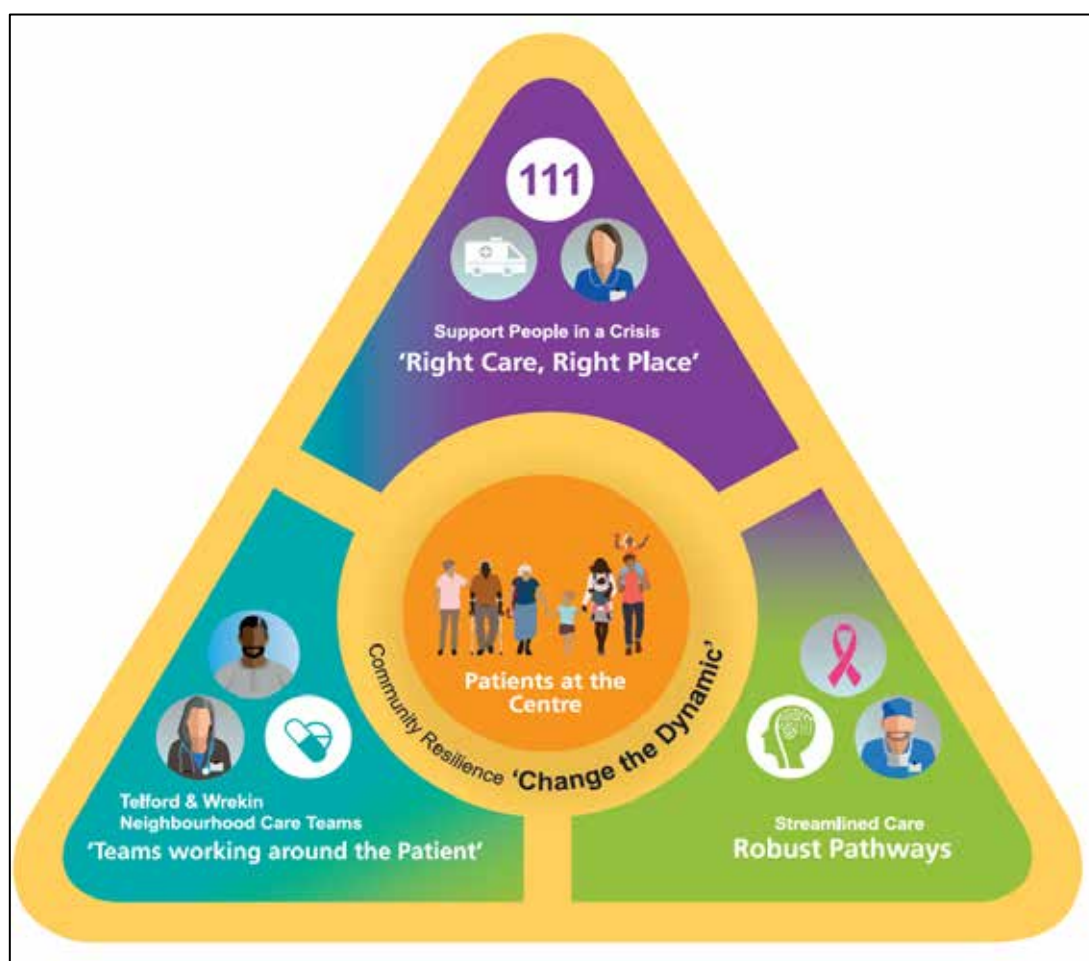 111
Support People in a Crisis
'Right Care, Right Place'
Patients at the
Centre
Community Resilience 'Change the Dynamic'
Telford & Wrekin
Neighbourhood Care Teams
'Teams working around the Patient'
Streamlined Care
Robust Pathways